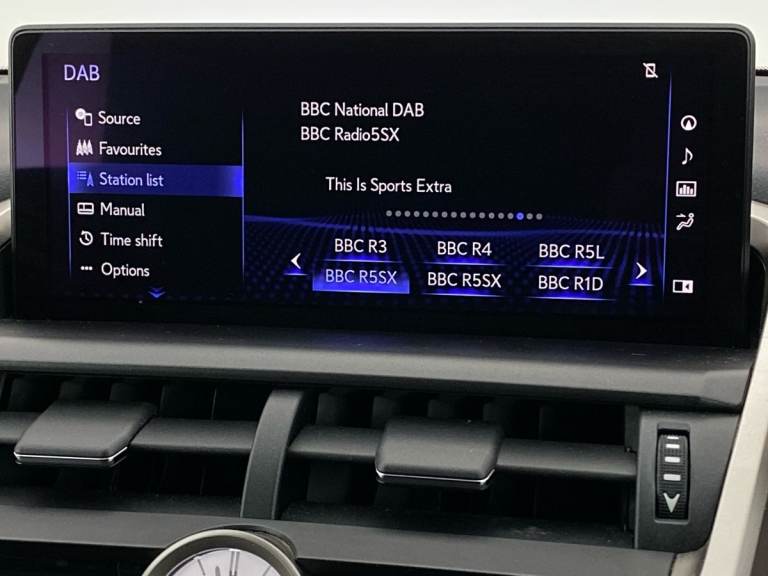 DAB
Source
Favourites
Station list
Manual
Time shift
Options
BBC National DAB
BBC Radio5SX
This Is Sports Extra
BBC R3 BBC R4 BBC R5L
BBC R5SX BBC R5SX BBC R1D